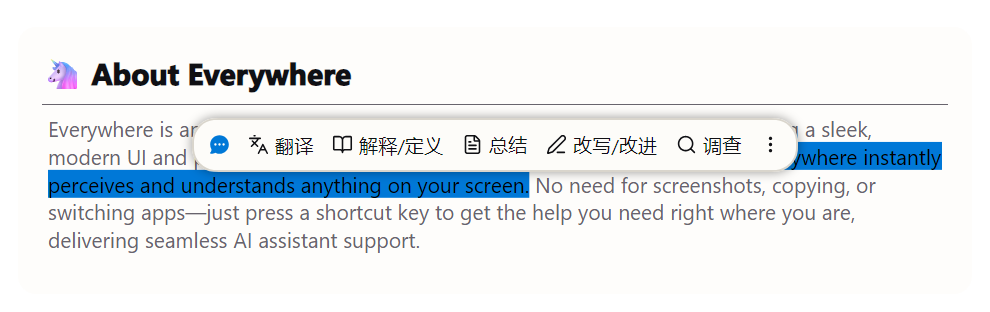 About Everywhere
Everywhere is
a sleek,
翻译 解释/定义 总结 改写/改进 调查
modern UI and
ywhere instantly
perceives and understands anything on your screen. No need for screenshots, copying, or
switching apps—just press a shortcut key to get the help you need right where you are,
delivering seamless AI assistant support.